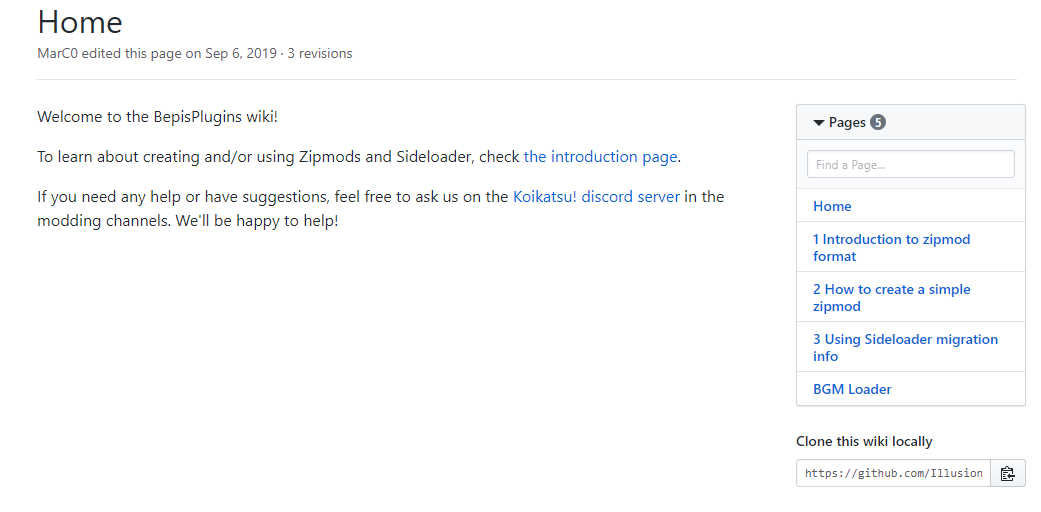 Home
MarC0 edited this page on Sep 6, 2019 · 3 revisions
Welcome to the BepisPlugins wiki!
To learn about creating and/or using Zipmods and Sideloader, check the introduction page.
If you need any help or have suggestions, feel free to ask us on the Koikatsu! discord server in the
modding channels. We'll be happy to help!
Pages 5
Find a Page...
Home
1 Introduction to zipmod
format
2 How to create a simple
zipmod
3 Using Sideloader migration
info
BGM Loader
Clone this wiki locally
https://github.com/Illusion